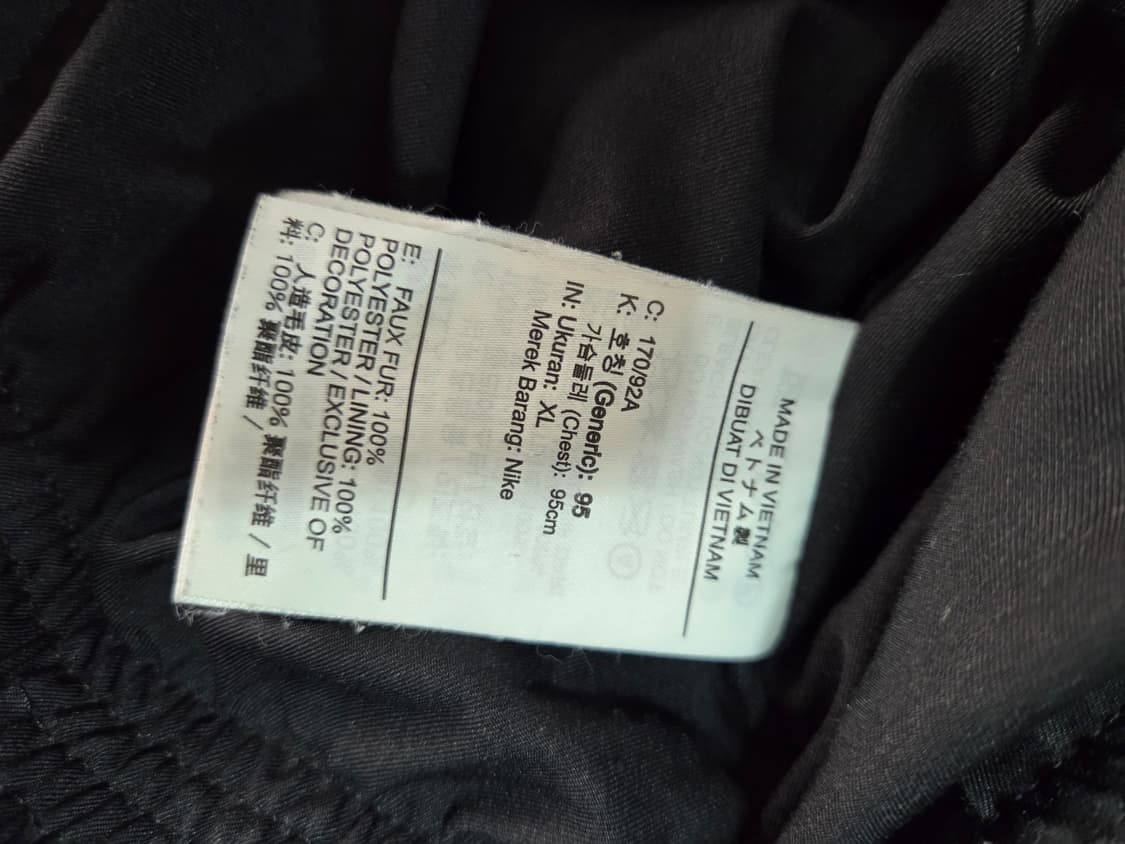 MADE IN VIETNAM
ベトナム製
DIBUAT DI VIETNAM
C: 170/92A
K: 호칭 (Generic): 95
가슴둘레 (Chest): 95cm
IN: Ukuran: XL
Merek Barang: Nike
E: FAUX FUR: 100%
POLYESTER / LINING: 100%
POLYESTER / EXCLUSIVE OF
DECORATION
C: 人造毛皮: 100% 聚酯纤维 / 里
料: 100% 聚酯纤维 /